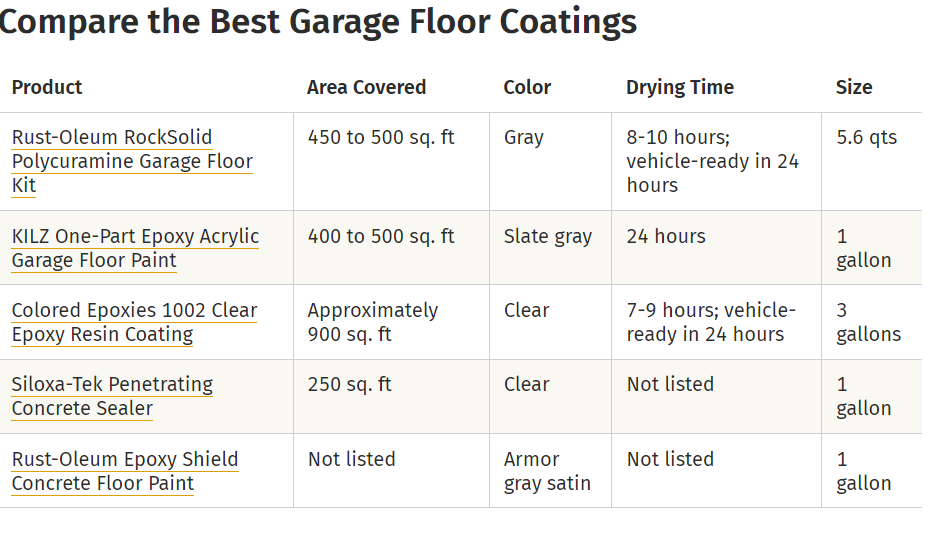 Compare the Best Garage Floor Coatings
Product Area Covered Color Drying Time Size
Rust-Oleum RockSolid 450 to 500 sq. ft Gray 8-10 hours; 5.6 qts
Polycuramine Garage Floor vehicle-ready in 24
Kit hours
KILZ One-Part Epoxy Acrylic 400 to 500 sq. ft Slate gray 24 hours 1
Garage Floor Paint gallon
Colored Epoxies 1002 Clear Approximately Clear 7-9 hours; vehicle- 3
Epoxy Resin Coating 900 sq. ft ready in 24 hours gallons
Siloxa-Tek Penetrating 250 sq. ft Clear Not listed 1
Concrete Sealer gallon
Rust-Oleum Epoxy Shield Not listed Armor Not listed 1
Concrete Floor Paint gray satin gallon